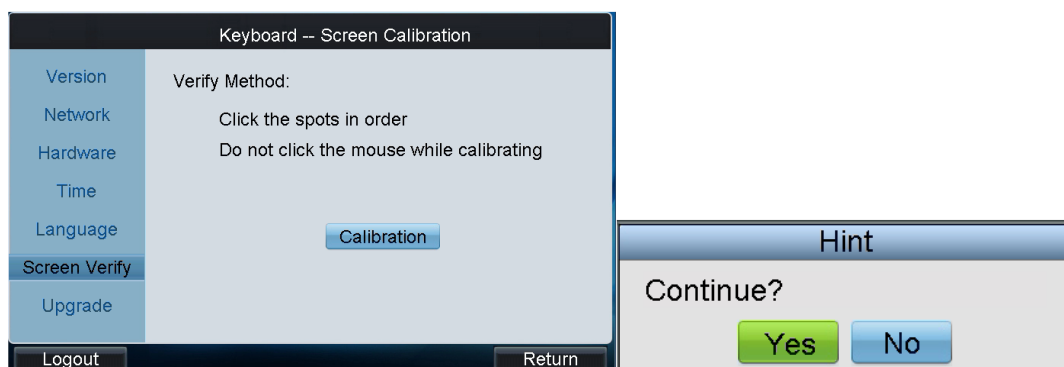 Keyboard -- Screen Calibration
Version
Network
Hardware
Time
Language
Screen Verify
Upgrade
Verify Method:
Click the spots in order
Do not click the mouse while calibrating
Calibration
Logout
Return
Hint
Continue?
Yes
No